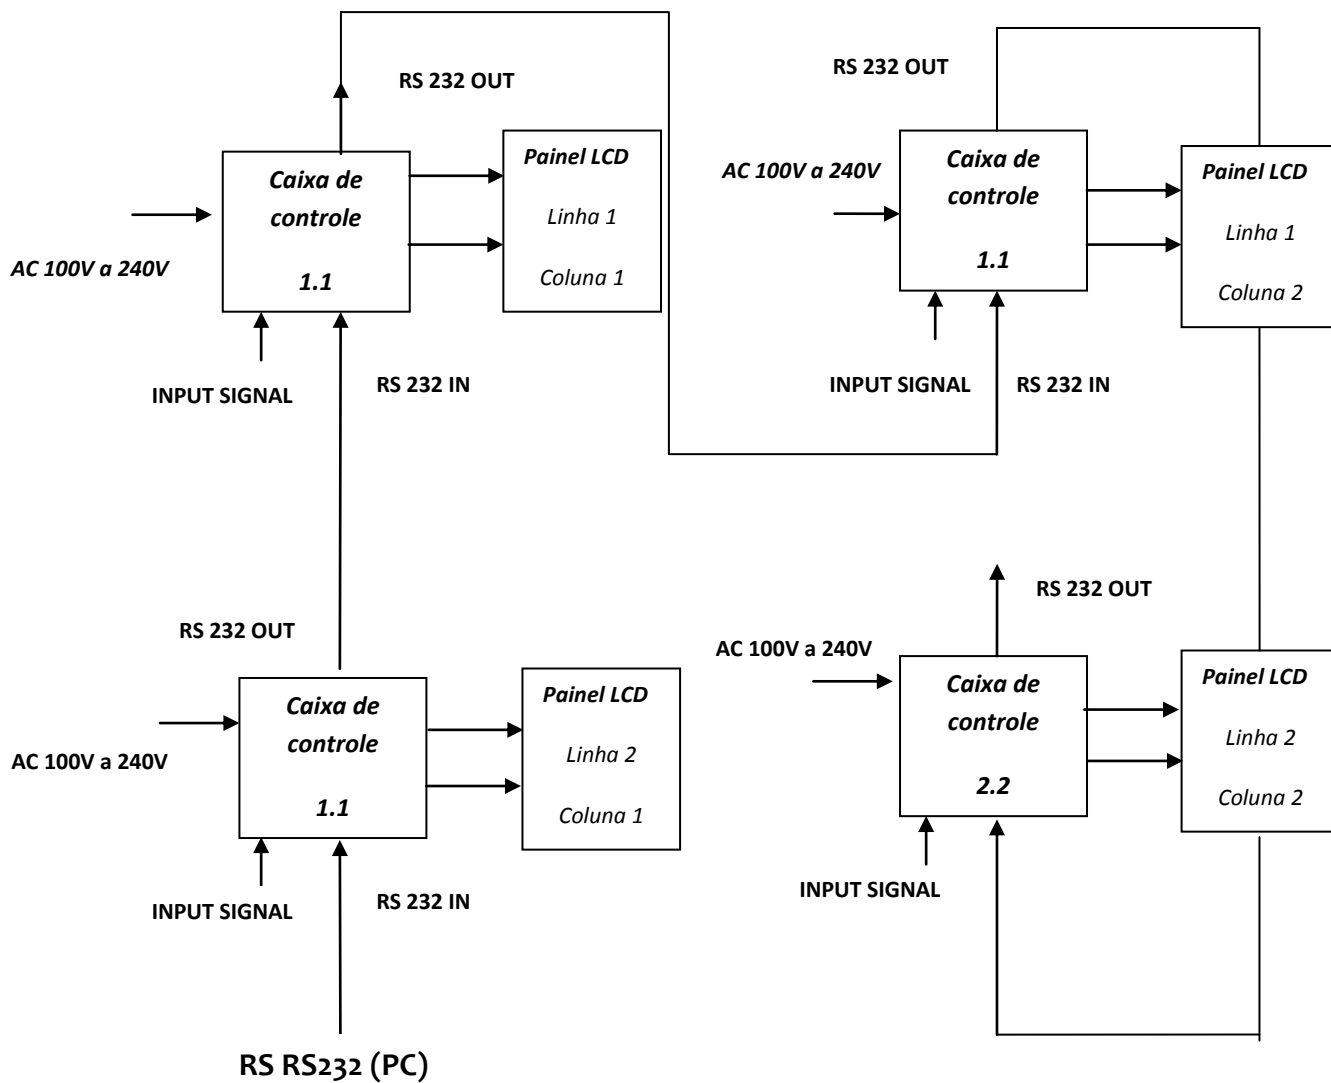 RS 232 OUT
Caixa de
controle
1.1
Painel LCD
Linha 1
Coluna 1
AC 100V a 240V
INPUT SIGNAL
RS 232 IN
RS 232 OUT
AC 100V a 240V
Caixa de
controle
1.1
Painel LCD
Linha 1
Coluna 2
INPUT SIGNAL
RS 232 IN
RS 232 OUT
Caixa de
controle
1.1
Painel LCD
Linha 2
Coluna 1
AC 100V a 240V
INPUT SIGNAL
RS 232 IN
RS RS232 (PC)
RS 232 OUT
AC 100V a 240V
Caixa de
controle
2.2
Painel LCD
Linha 2
Coluna 2
INPUT SIGNAL